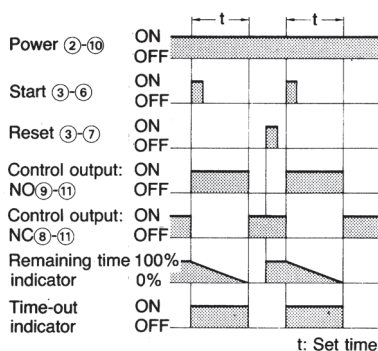 t t
Power ②-⑩ ON
OFF
Start ③-⑥ ON
OFF
Reset ③-⑦ ON
OFF
Control output: ON
NO⑨-⑪ OFF
Control output: ON
NC⑧-⑪ OFF
Remaining time 100%
indicator 0%
Time-out ON
indicator OFF
t: Set time